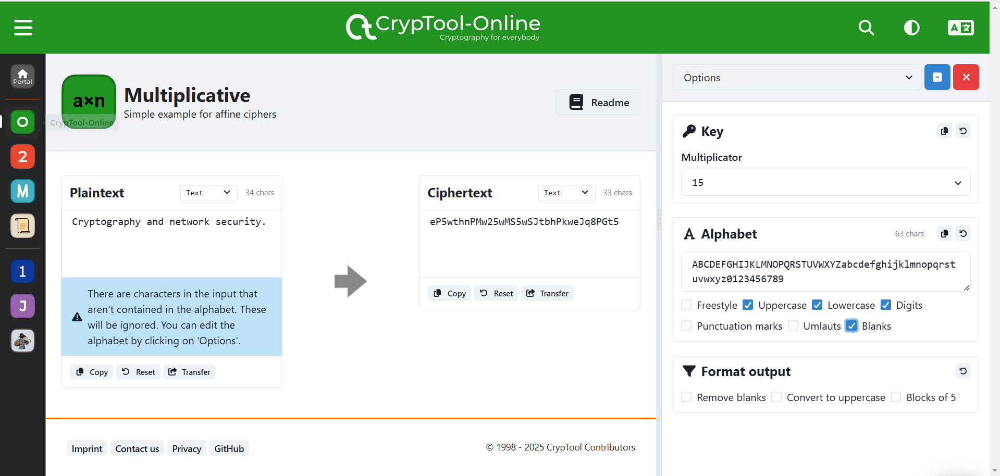 CrypTool-Online
Cryptography for everybody
A
Portal
a×n
Multiplicative
Simple example for affine ciphers
Readme
CrypTool-Online
O
2
M
1
J
Plaintext
Text
34 chars
Cryptography and network security.
There are characters in the input that
aren't contained in the alphabet. These
will be ignored. You can edit the
alphabet by clicking on 'Options'.
Copy
Reset
Transfer
Ciphertext
Text
33 chars
eP5wthnPMw25wMS5wSJtbhPkweJq8PGt5
Copy
Reset
Transfer
Options
Key
Multiplicator
15
Alphabet
63 chars
ABCDEFGHIJKLMNOPQRSTUVWXYZabcdefghijklmnopqrst
uvwxyz0123456789
Freestyle Uppercase Lowercase Digits
Punctuation marks Umlauts Blanks
Format output
Remove blanks Convert to uppercase Blocks of 5
Imprint Contact us Privacy GitHub
© 1998 - 2025 CrypTool Contributors